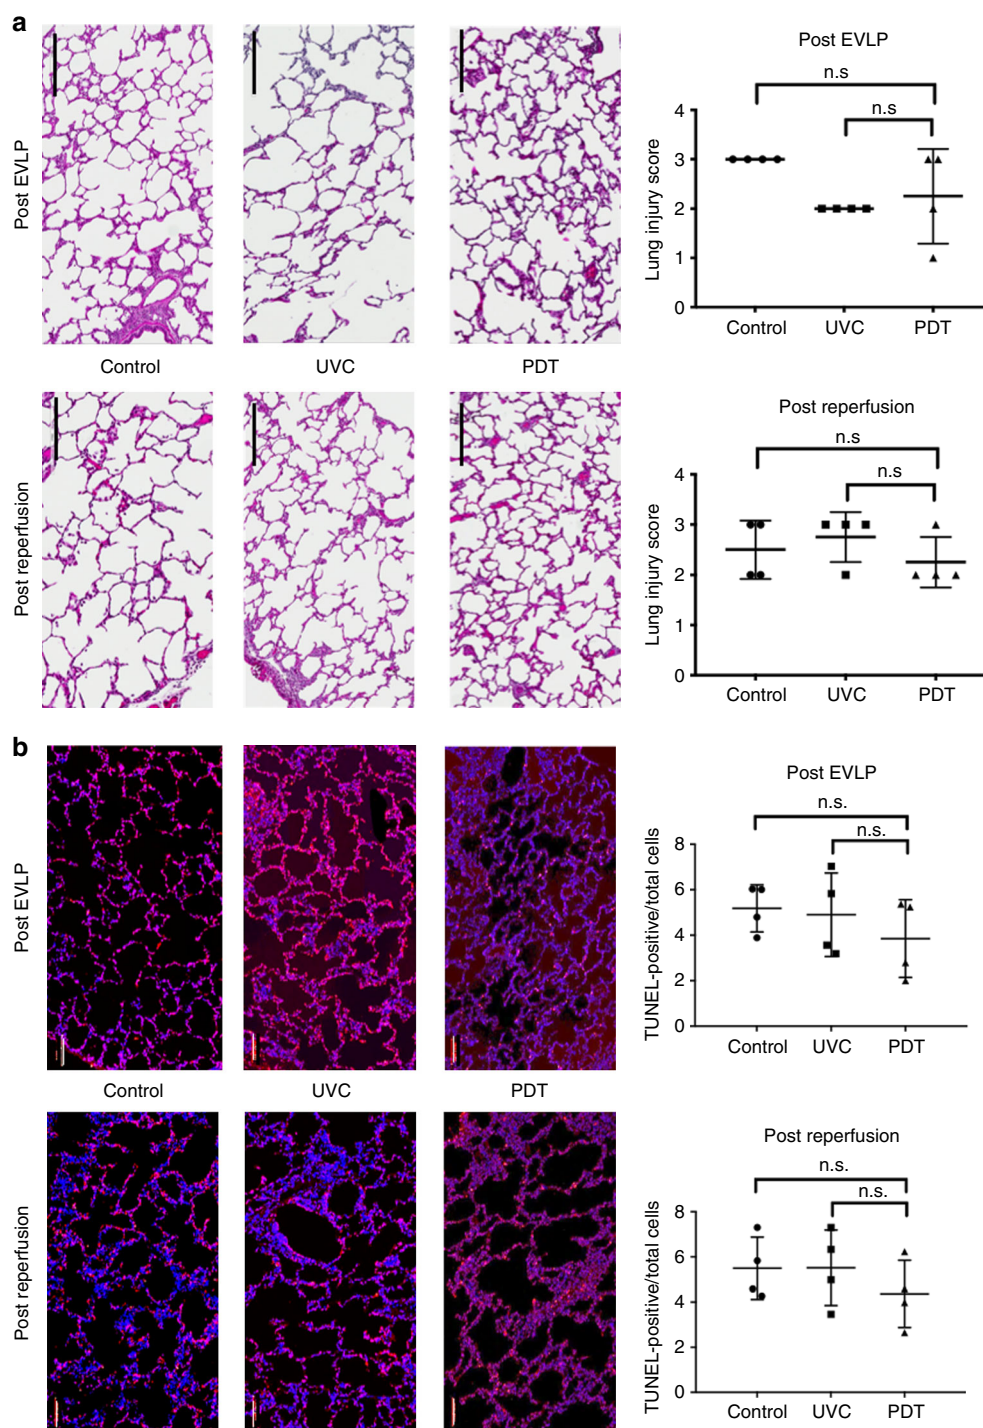 a
Post EVLP
Post EVLP
n.s
n.s
Lung injury score
4
3
2
1
0
Control
UVC
PDT
Control
UVC
PDT
Post reperfusion
Post reperfusion
n.s
n.s
Lung injury score
4
3
2
1
0
Control
UVC
PDT
b
Post EVLP
Post EVLP
n.s.
n.s.
TUNEL-positive/total cells
8
6
4
2
0
Control
UVC
PDT
Control
UVC
PDT
Post reperfusion
Post reperfusion
n.s.
n.s.
TUNEL-positive/total cells
8
6
4
2
0
Control
UVC
PDT